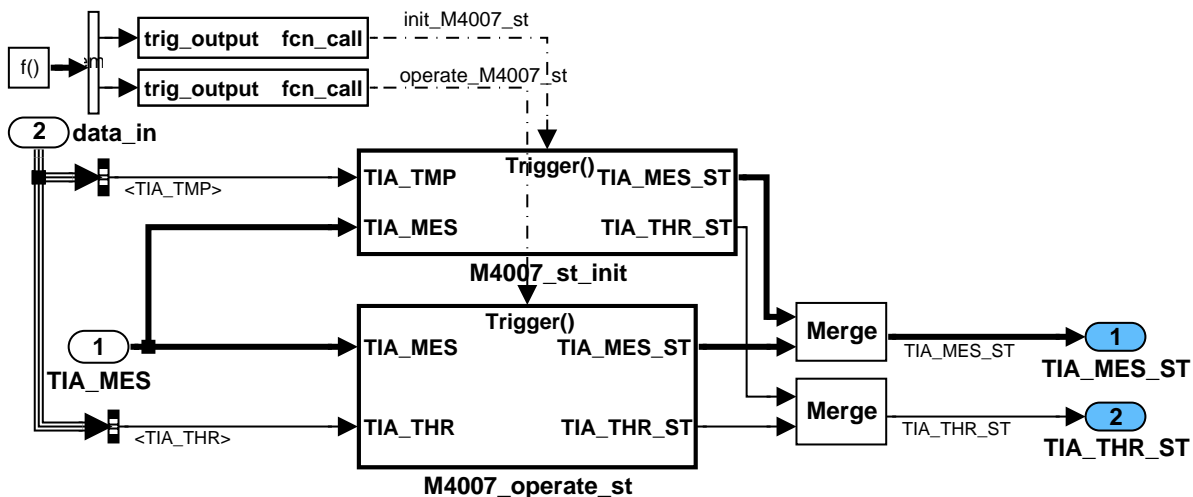 init_M4007_st
trig_output fcn_call
f()
em
operate_M4007_st
trig_output fcn_call
2
data_in
Trigger()
TIA_TMP
TIA_MES_ST
<TIA_TMP>
TIA_MES
TIA_THR_ST
M4007_st_init
Trigger()
Merge
1
TIA_MES
TIA_MES_ST
TIA_MES_ST
1
TIA_MES
TIA_MES_ST
Merge
2
TIA_THR
TIA_THR_ST
TIA_THR_ST
<TIA_THR>
TIA_THR_ST
M4007_operate_st